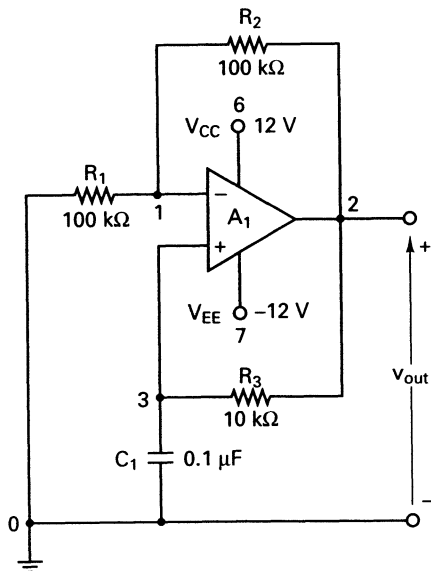 R2
100 kΩ
6
VCC 12 V
R1
100 kΩ
1
−
A1
+
2
+
VEE −12 V
7
R3
3
10 kΩ
vout
C1 0.1 μF
−
0